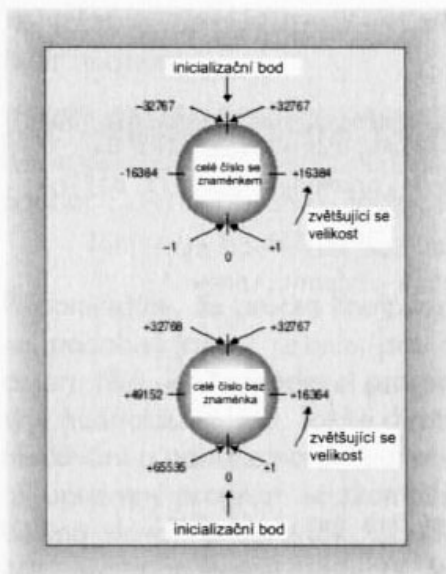 inicializační bod
-32767 +32767
celé číslo se
znaménkem
-16384 +16384
zvětšující se
velikost
-1 +1
0
+32768 +32767
celé číslo bez
znaménka
+49152 +16364
zvětšující se
velikost
+65535 +1
0
inicializační bod